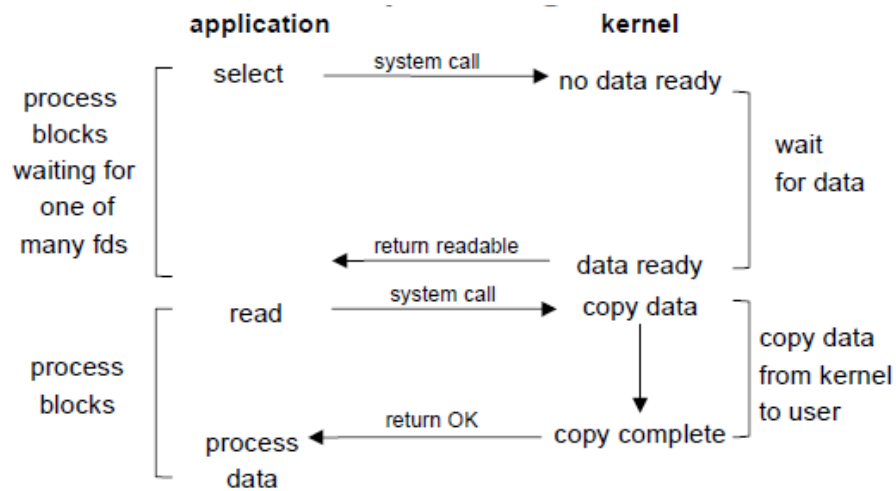 application
kernel
select
system call
no data ready
process
blocks
waiting for
one of
many fds
wait
for data
return readable
data ready
read
system call
copy data
process
blocks
copy data
from kernel
to user
return OK
copy complete
process
data